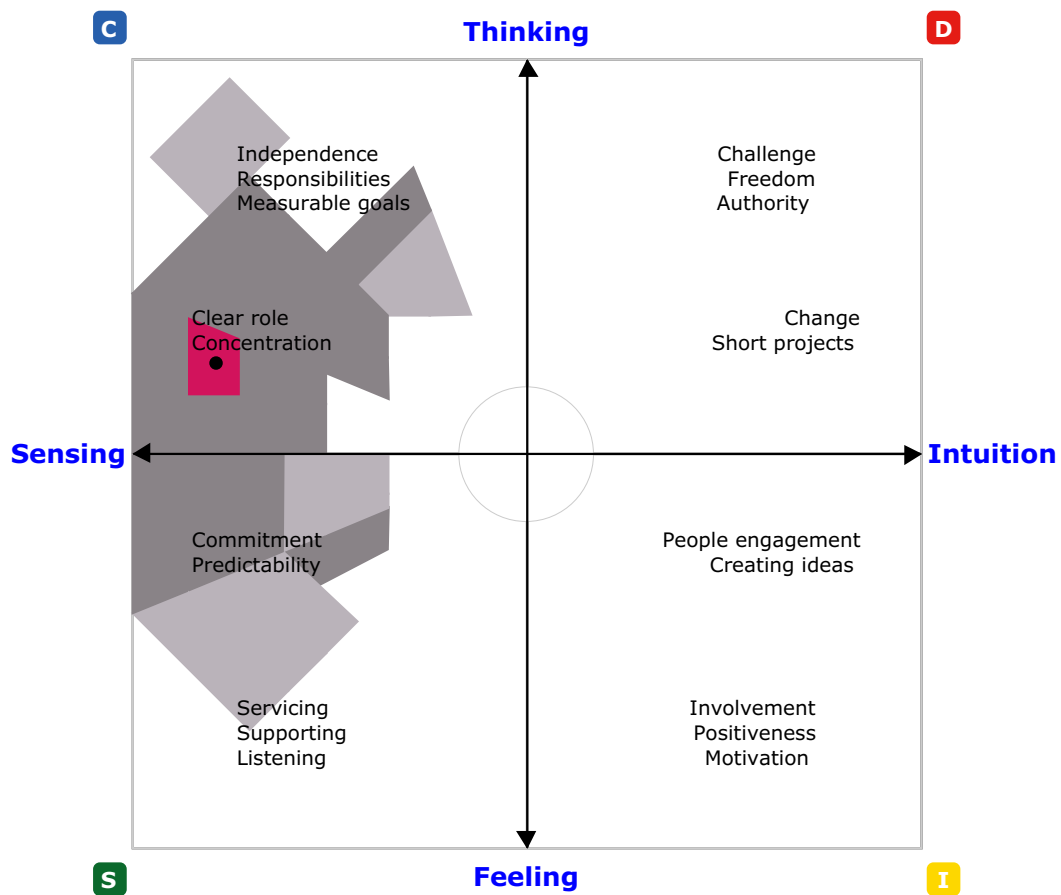 C
Thinking
D
Independence
Responsibilities
Measurable goals
Challenge
Freedom
Authority
Clear role
Concentration
Change
Short projects
Sensing
Intuition
Commitment
Predictability
People engagement
Creating ideas
Servicing
Supporting
Listening
Involvement
Positiveness
Motivation
S
Feeling
I